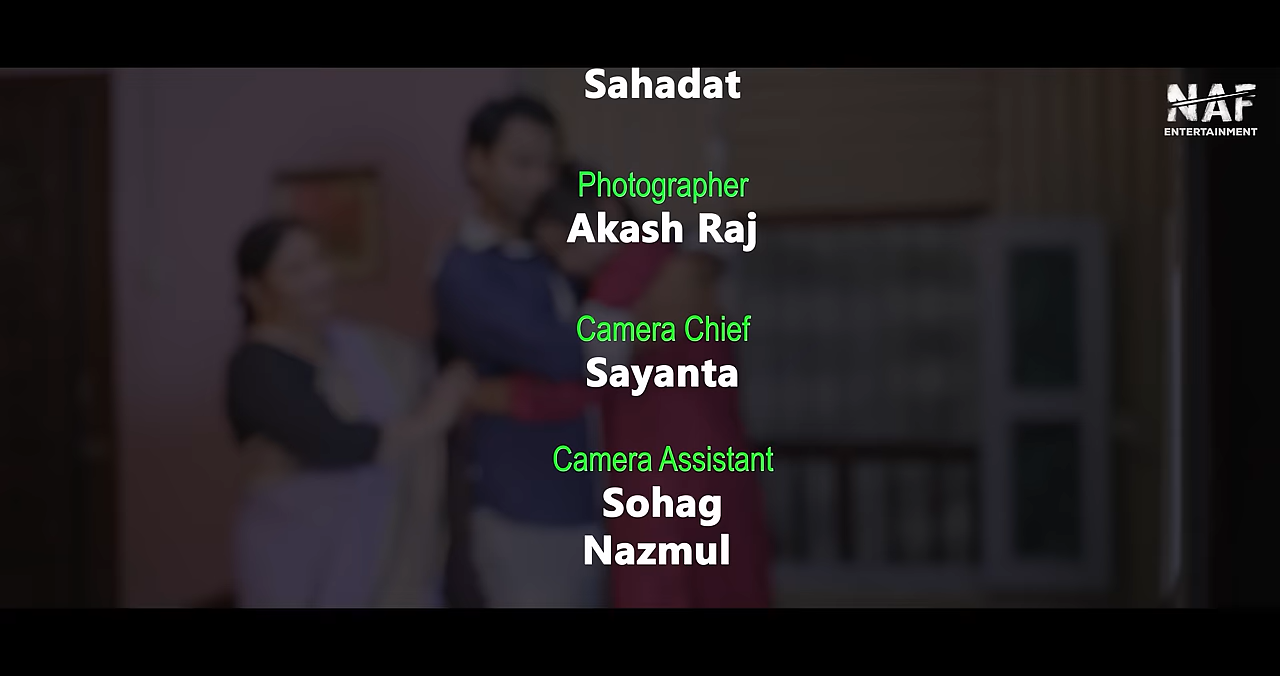 Sahadat
NAF
ENTERTAINMENT
Photographer
Akash Raj
Camera Chief
Sayanta
Camera Assistant
Sohag
Nazmul